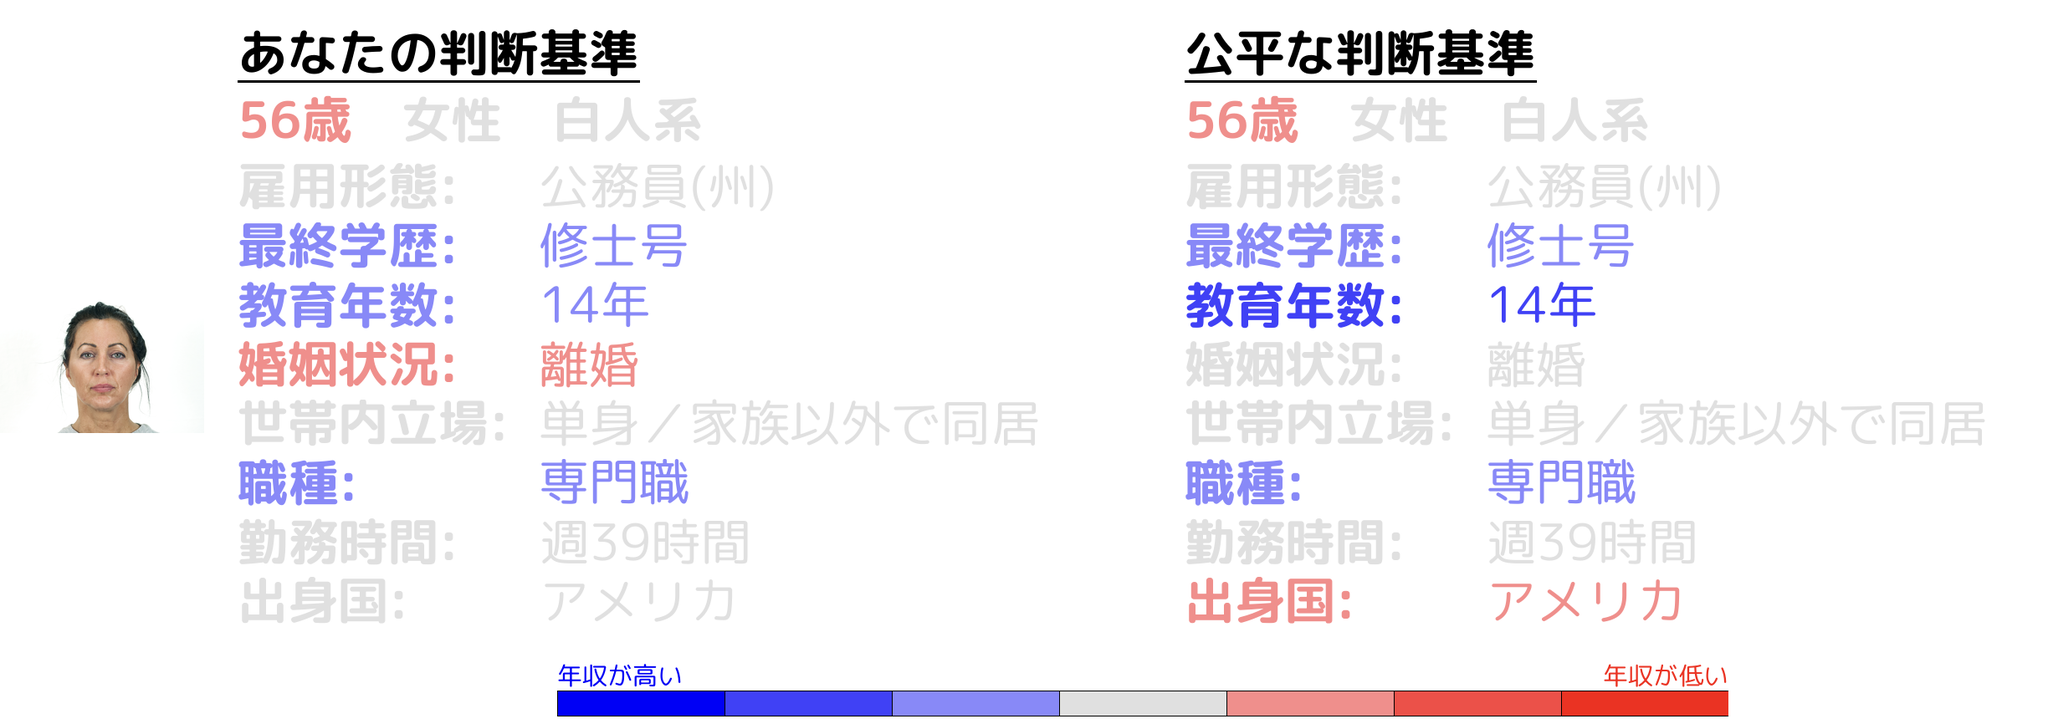 あなたの判断基準
56歳 女性 白人系
雇用形態: 公務員(州)
最終学歴: 修士号
教育年数: 14年
婚姻状況: 離婚
世帯内立場: 単身／家族以外で同居
職種: 専門職
勤務時間: 週39時間
出身国: アメリカ
公平な判断基準
56歳 女性 白人系
雇用形態: 公務員(州)
最終学歴: 修士号
教育年数: 14年
婚姻状況: 離婚
世帯内立場: 単身／家族以外で同居
職種: 専門職
勤務時間: 週39時間
出身国: アメリカ
年収が高い
年収が低い